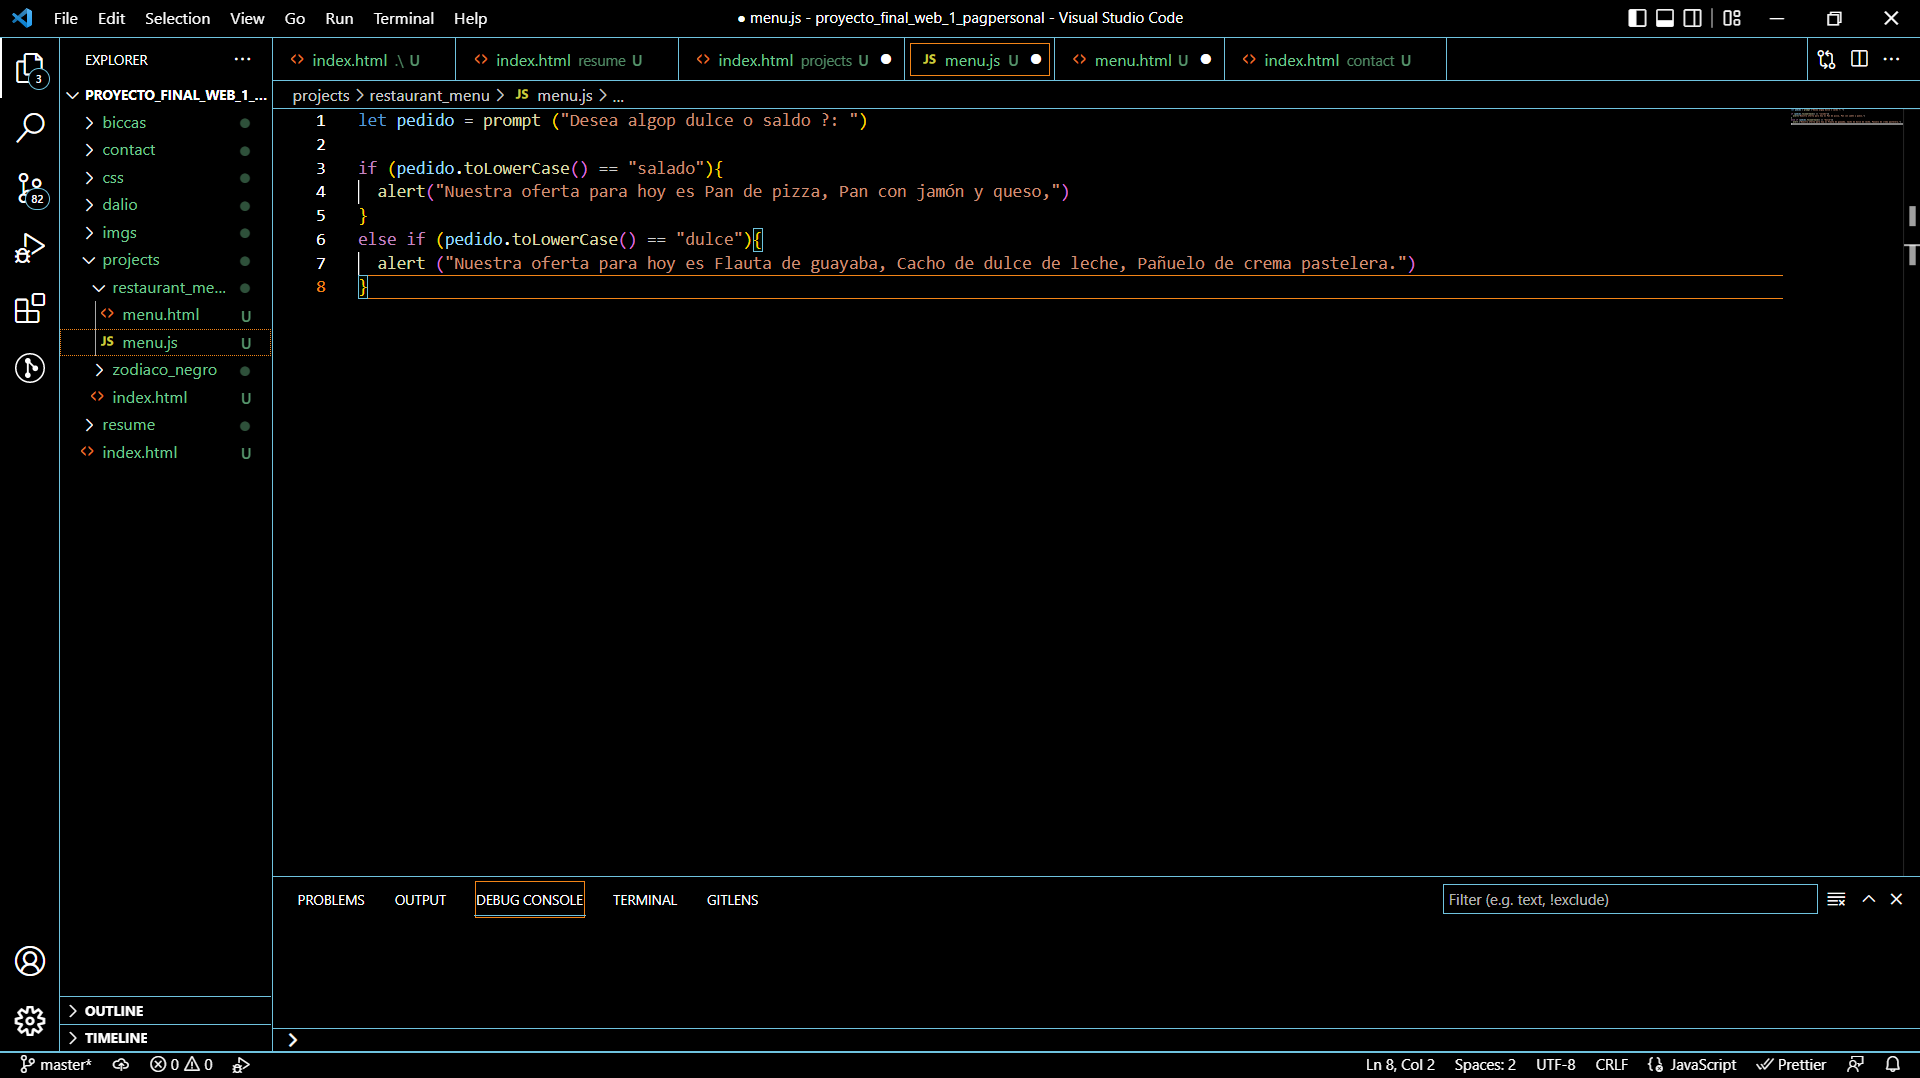 File Edit Selection View Go Run Terminal Help
● menu.js - proyecto_final_web_1_pagpersonal - Visual Studio Code
EXPLORER ...
index.html .\ U
index.html resume U
index.html projects U
JS menu.js U
menu.html U
index.html contact U
projects > restaurant_menu > JS menu.js > ...
PROYECTO_FINAL_WEB_1_...
biccas
contact
css
dalio
imgs
projects
restaurant_me...
menu.html U
JS menu.js U
zodiaco_negro
index.html U
resume
index.html U
3
82
1 let pedido = prompt ("Desea algop dulce o saldo ?: ")
2
3 if (pedido.toLowerCase() == "salado"){
4 alert("Nuestra oferta para hoy es Pan de pizza, Pan con jamón y queso,")
5 }
6 else if (pedido.toLowerCase() == "dulce"){
7 alert ("Nuestra oferta para hoy es Flauta de guayaba, Cacho de dulce de leche, Pañuelo de crema pastelera.")
8 }
PROBLEMS OUTPUT DEBUG CONSOLE TERMINAL GITLENS
Filter (e.g. text, !exclude)
OUTLINE
TIMELINE
master* 0 0
Ln 8, Col 2 Spaces: 2 UTF-8 CRLF JavaScript Prettier